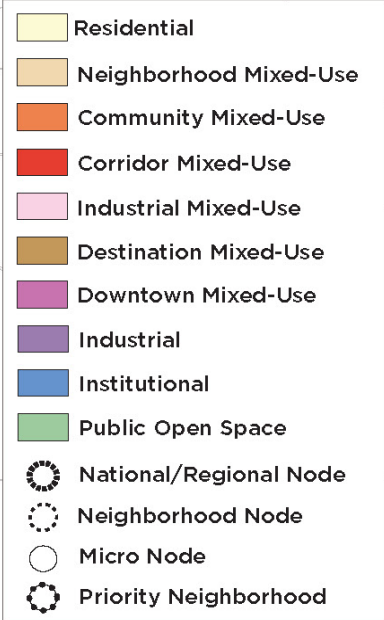 Residential
Neighborhood Mixed-Use
Community Mixed-Use
Corridor Mixed-Use
Industrial Mixed-Use
Destination Mixed-Use
Downtown Mixed-Use
Industrial
Institutional
Public Open Space
National/Regional Node
Neighborhood Node
Micro Node
Priority Neighborhood